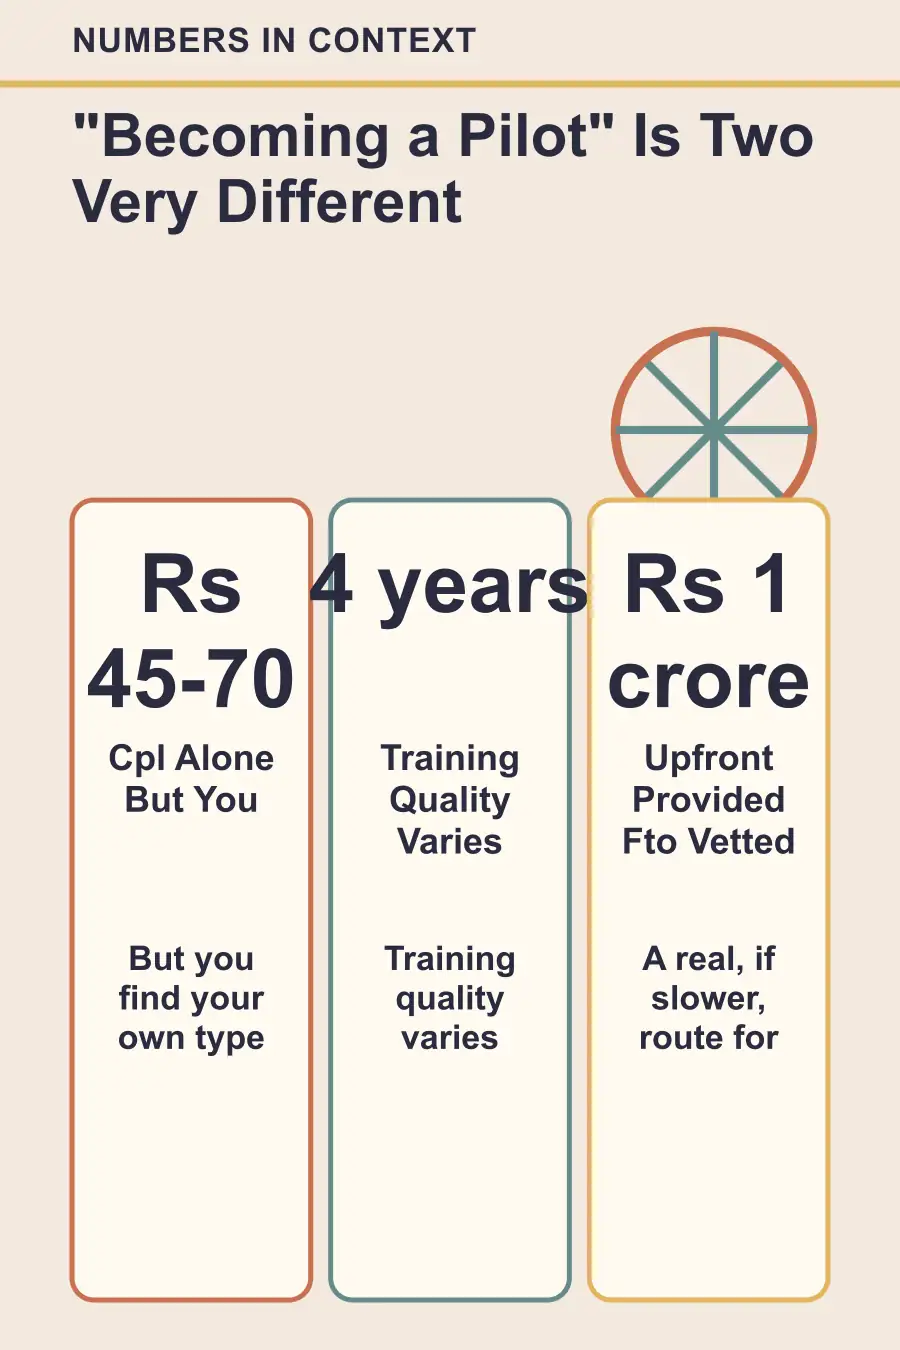 NUMBERS IN CONTEXT
"Becoming a Pilot" Is Two
Very Different
Rs
45-70
Cpl Alone
But You
But you
find your
own type
4 years
Training
Quality
Varies
Training
quality
varies
Rs 1
crore
Upfront
Provided
Fto Vetted
A real, if
slower,
route for